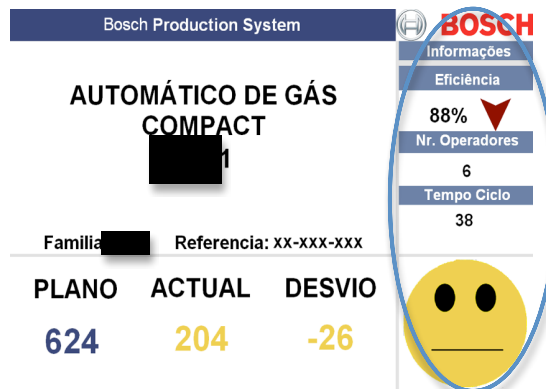 Bosch Production System
AUTOMÁTICO DE GÁS
COMPACT
1
Familia
Referencia: xx-xxx-xxx
PLANO
ACTUAL
DESVIO
624
204
-26
BOSCH
Informações
Eficiência
88%
Nr. Operadores
6
Tempo Ciclo
38